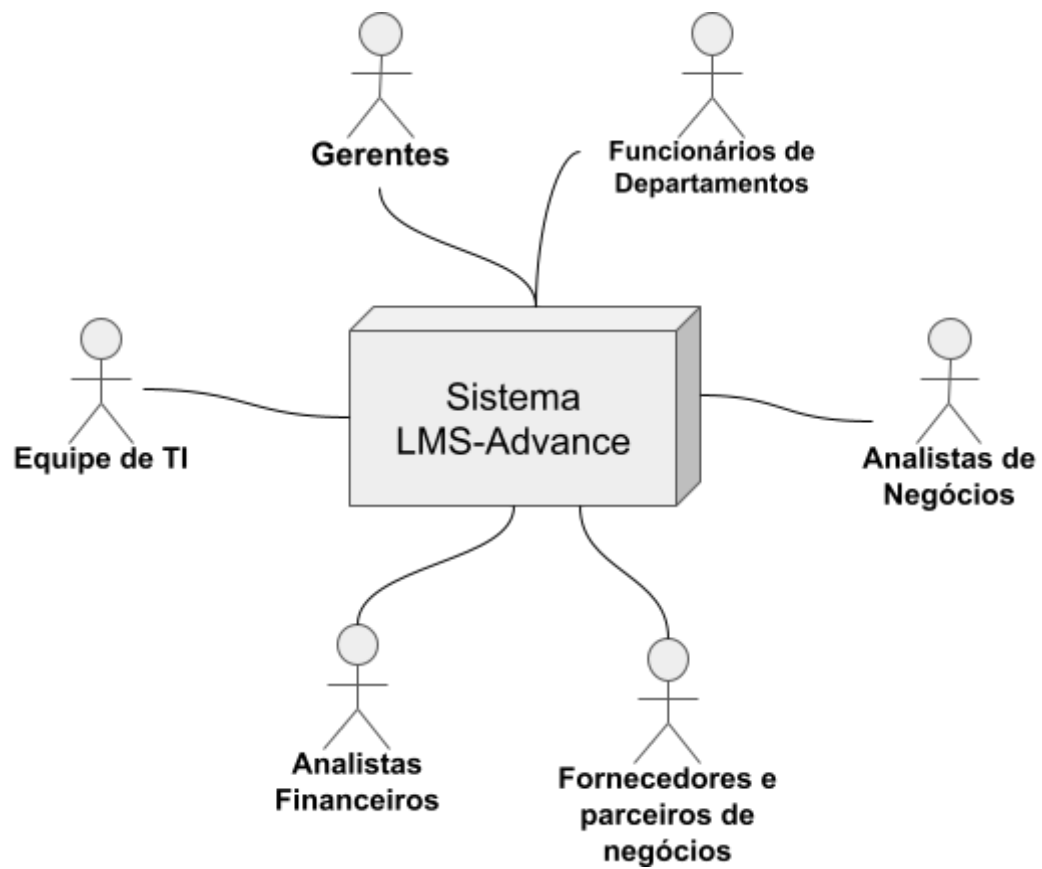 Gerentes
Funcionários de
Departamentos
Sistema
LMS-Advance
Equipe de TI
Analistas de
Negócios
Analistas
Financeiros
Fornecedores e
parceiros de
negócios